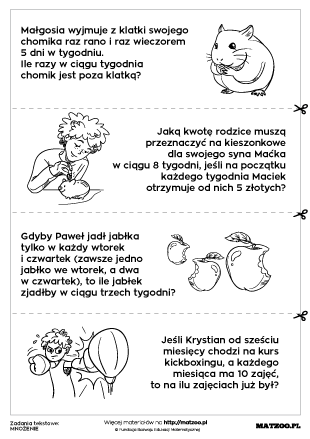 Małgosia wyjmuje z klatki swojego
chomika raz rano i raz wieczorem
5 dni w tygodniu.
Ile razy w ciągu tygodnia
chomik jest poza klatką?
Jaką kwotę rodzice muszą
przeznaczyć na kieszonkowe
dla swojego syna Maćka
w ciągu 8 tygodni, jeśli na początku
każdego tygodnia Maciek
otrzymuje od nich 5 złotych?
Gdyby Paweł jadł jabłka
tylko w każdy wtorek
i czwartek (zawsze jedno
jabłko we wtorek, a dwa
w czwartek), to ile jabłek
zjadłby w ciągu trzech tygodni?
Jeśli Krystian od sześciu
miesięcy chodzi na kurs
kickboxingu, a każdego
miesiąca ma 10 zajęć,
to na ilu zajęciach już był?
Zadania tekstowe:
MNOŻENIE
Więcej materiałów na http://matzoo.pl
© Fundacja Rozwoju Edukacji Matematycznej
MATZOO.PL